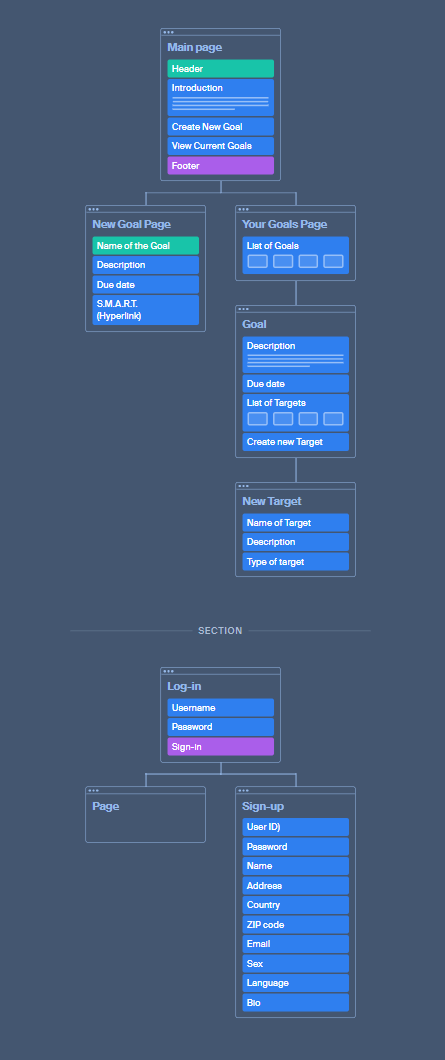 Main page
Header
Introduction
Create New Goal
View Current Goals
Footer
New Goal Page
Name of the Goal
Deecription
Due date
S.M.A.R.T.
(Hyperlink)
Your Goals Page
List of Goals
Goal
Deecription
Due date
List of Targets
Create new Target
New Target
Name of Target
Deecription
Type of target
SECTION
Log-in
Username
Password
Sign-in
Page
Sign-up
User ID)
Password
Name
Address
Country
ZIP code
Email
Sex
Language
Bio